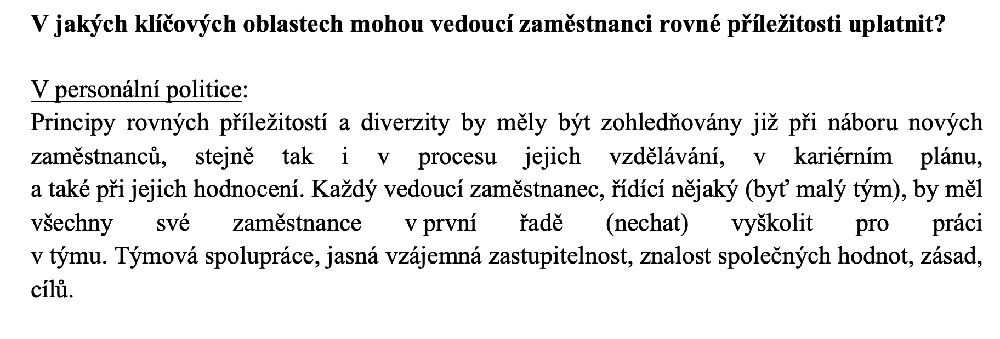 V jakých klíčových oblastech mohou vedoucí zaměstnanci rovné příležitosti uplatnit?
V personální politice:
Principy rovných příležitostí a diverzity by měly být zohledňovány již při náboru nových
zaměstnanců, stejně tak i v procesu jejich vzdělávání, v kariérním plánu,
a také při jejich hodnocení. Každý vedoucí zaměstnanec, řídící nějaký (byť malý tým), by měl
všechny své zaměstnance v první řadě (nechat) vyškolit pro práci
v týmu. Týmová spolupráce, jasná vzájemná zastupitelnost, znalost společných hodnot, zásad,
cílů.